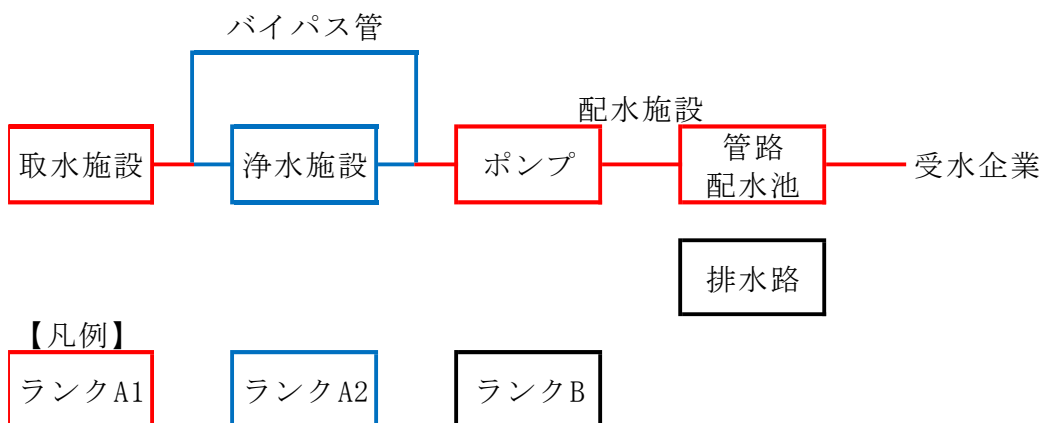 バイパス管
配水施設
取水施設
浄水施設
ポンプ
管路
配水池
受水企業
排水路
【凡例】
ランクA1
ランクA2
ランクB